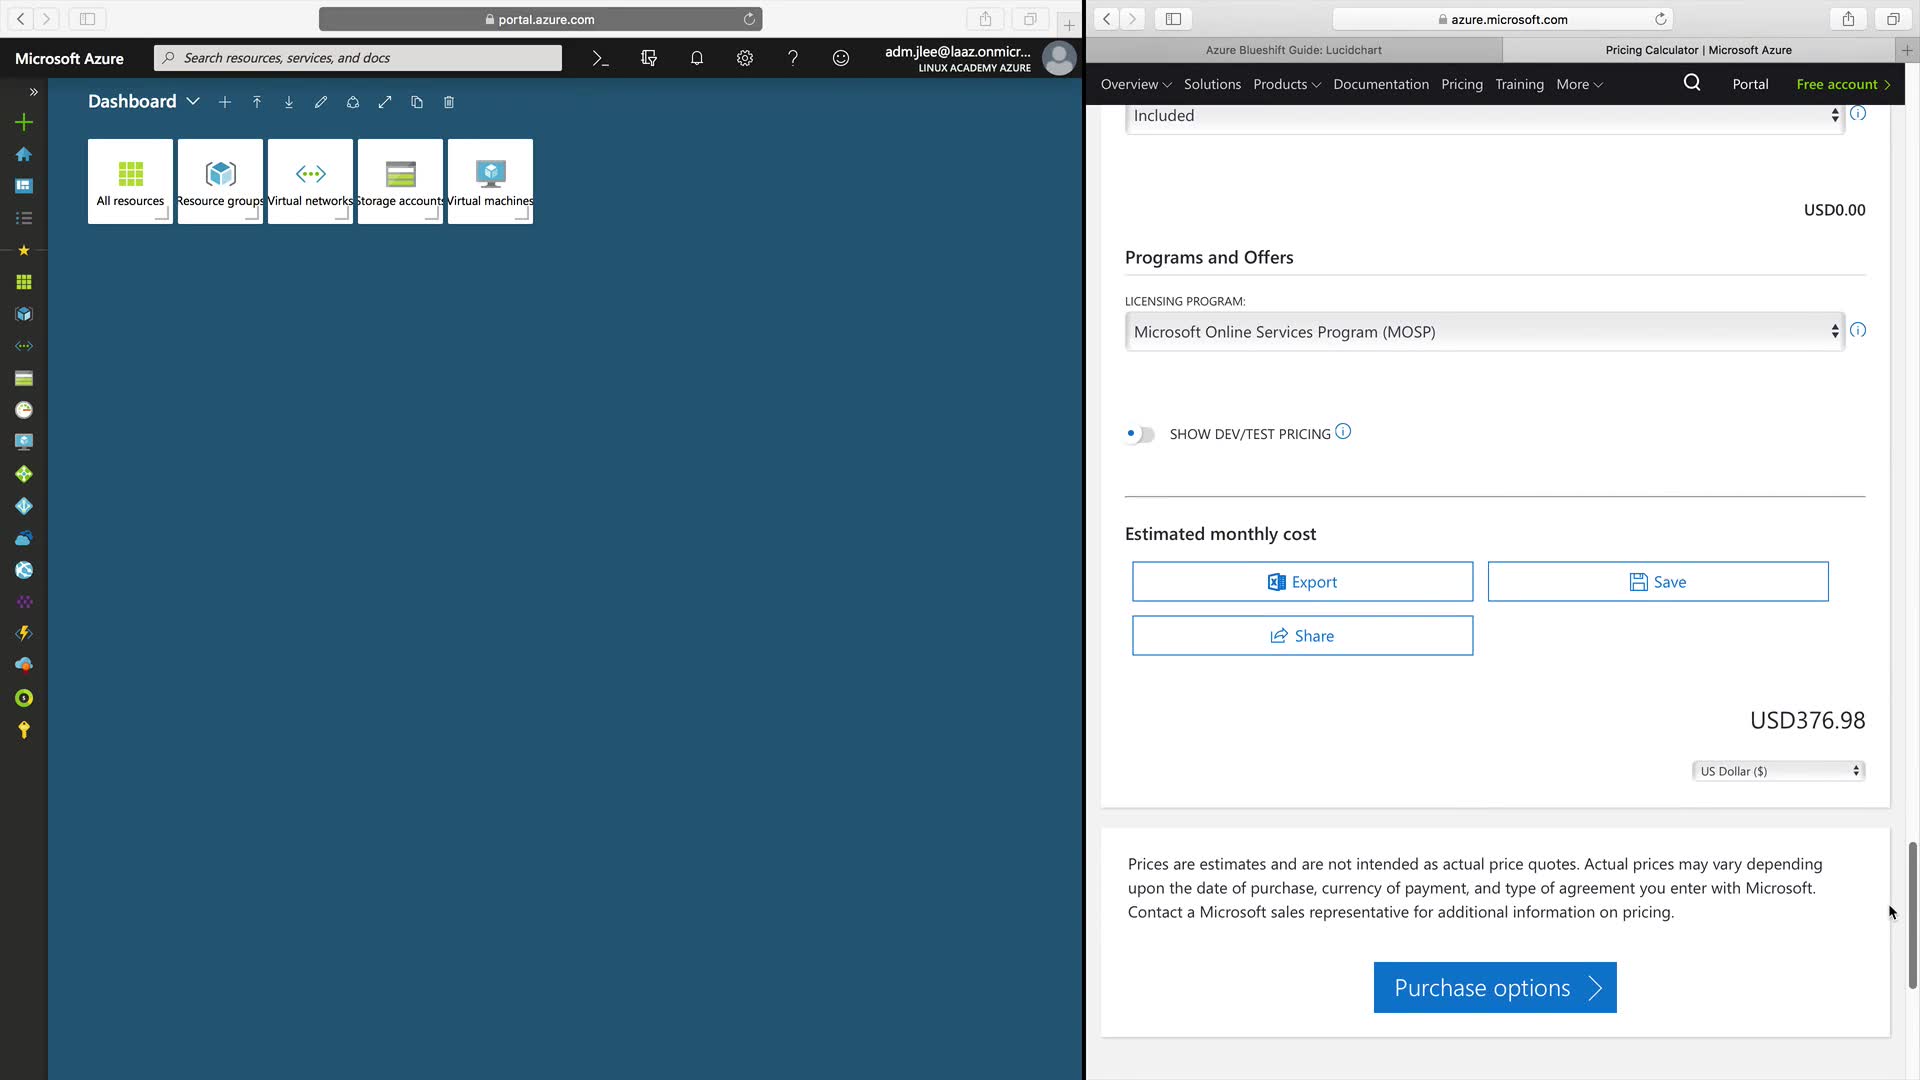 portal.azure.com
Microsoft Azure
Search resources, services, and docs
adm.jlee@laaz.onmicr...
LINUX ACADEMY AZURE
Dashboard
All resources
Resource groups
Virtual networks
Storage accounts
Virtual machines
azure.microsoft.com
Azure Blueshift Guide: Lucidchart
Pricing Calculator | Microsoft Azure
Overview Solutions Products Documentation Pricing Training More Portal Free account
Included
USD0.00
Programs and Offers
LICENSING PROGRAM:
Microsoft Online Services Program (MOSP)
SHOW DEV/TEST PRICING
Estimated monthly cost
Export
Save
Share
USD376.98
US Dollar ($)
Prices are estimates and are not intended as actual price quotes. Actual prices may vary depending
upon the date of purchase, currency of payment, and type of agreement you enter with Microsoft.
Contact a Microsoft sales representative for additional information on pricing.
Purchase options